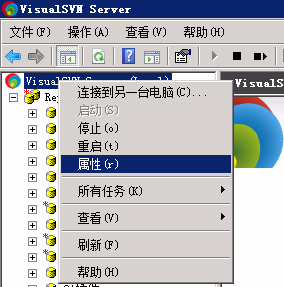 VisualSVN Server
文件(F) 操作(A) 查看(V) 帮助(H)
VisualSVN Server (Local)
VisualS
Re
连接到另一台电脑(C)...
启动(S)
停止(o)
重启(t)
属性(r)
所有任务(K)
查看(V)
刷新(F)
帮助(H)